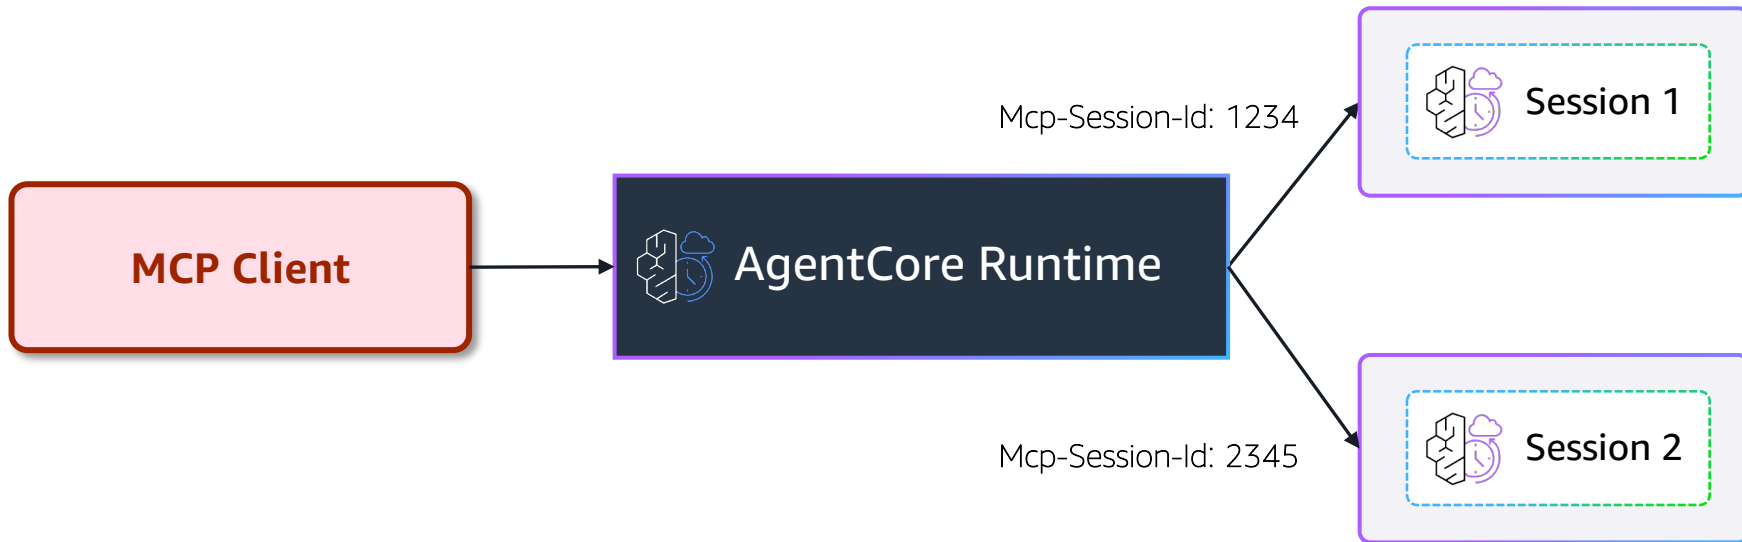 MCP Client
AgentCore Runtime
Mcp-Session-Id: 1234
Session 1
Mcp-Session-Id: 2345
Session 2